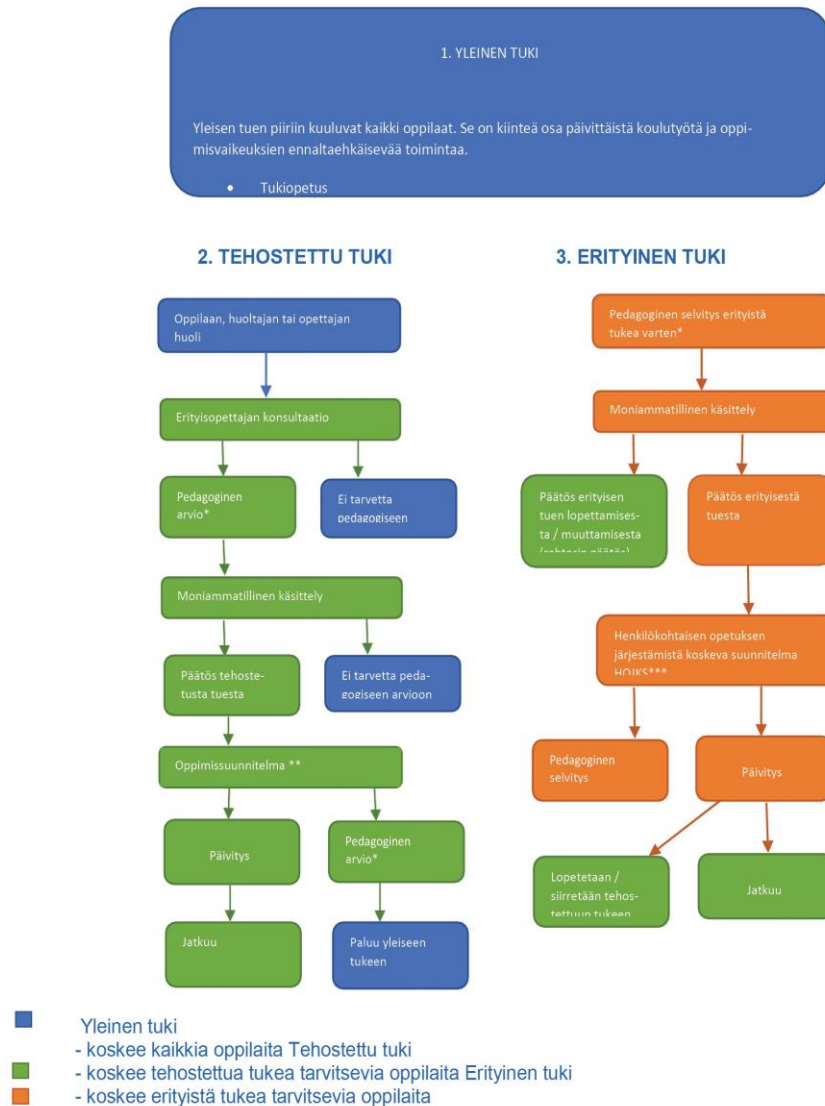 1. YLEINEN TUKI
Yleisen tuen piiriin kuuluvat kaikki oppilaat. Se on kiinteä osa päivittäistä koulutyötä ja oppi-
misvaikeuksien ennaltaehkäisevää toimintaa.
• Tukiopetus
2. TEHOSTETTU TUKI
Oppilaan, huoltajan tai opettajan
huoli
Erityisopettajan konsultaatio
Pedagoginen
arvio*
Ei tarvetta
pedagogiseen
Moniammatillinen käsittely
Päätös tehoste-
tusta tuesta
Ei tarvetta peda-
gogiseen arvioon
Oppimissuunnitelma **
Päivitys
Pedagoginen
arvio*
Jatkuu
Paluu yleiseen
tukeen
3. ERITYINEN TUKI
Pedagoginen selvitys erityistä
tukea varten*
Moniammatillinen käsittely
Päätös erityisen
tuen lopettamises-
ta / muuttamisesta
(rehtorin päätös)
Päätös erityisestä
tuesta
Henkilökohtaisen opetuksen
järjestämistä koskeva suunnitelma
HOJKS***
Pedagoginen
selvitys
Päivitys
Lopetetaan /
siirretään tehos-
tettuun tukeen
Jatkuu
Yleinen tuki
- koskee kaikkia oppilaita Tehostettu tuki
- koskee tehostettua tukea tarvitsevia oppilaita Erityinen tuki
- koskee erityistä tukea tarvitsevia oppilaita